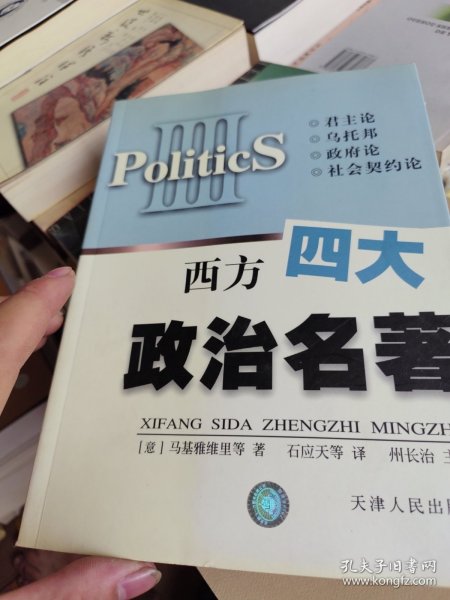 PoliticS
◎君主论
◎乌托邦
◎政府论
◎社会契约论
西方四大
政治名著
XIFANG SIDA ZHENGZHI MINGZH
[意]马基雅维里等 著 石应天等 译 州长治 主
天津人民出版
孔夫子旧书网
www.kongfz.com